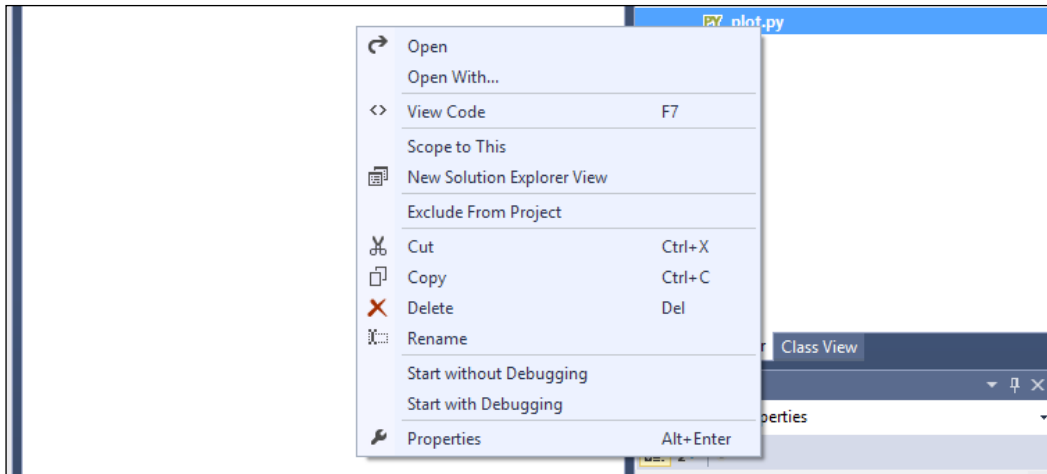 plot.py
Open
Open With...
View Code F7
Scope to This
New Solution Explorer View
Exclude From Project
Cut Ctrl+X
Copy Ctrl+C
Delete Del
Rename
Class View
Start without Debugging
Start with Debugging
Properties Alt+Enter